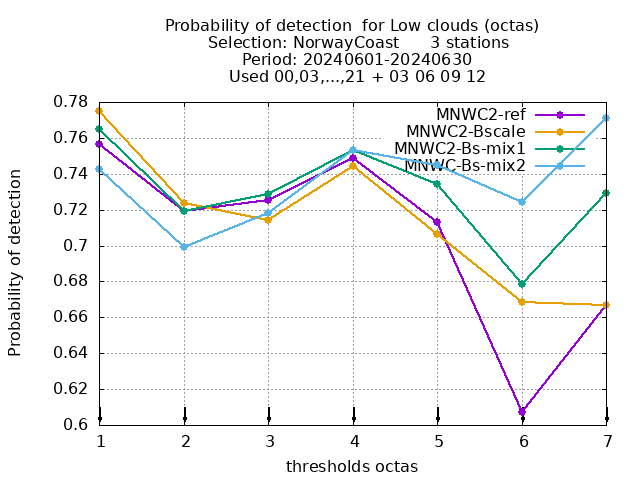 Probability of detection  for Low clouds (octas)
Selection: NorwayCoast      3 stations
Period: 20240601-20240630
Used 00,03,...,21 + 03 06 09 12
MNWC2-ref
MNWC2-Bscale
MNWC2-Bs-mix1
MNWC-Bs-mix2
Probability of detection
0.78
0.76
0.74
0.72
0.7
0.68
0.66
0.64
0.62
0.6
1 2 3 4 5 6 7
thresholds octas